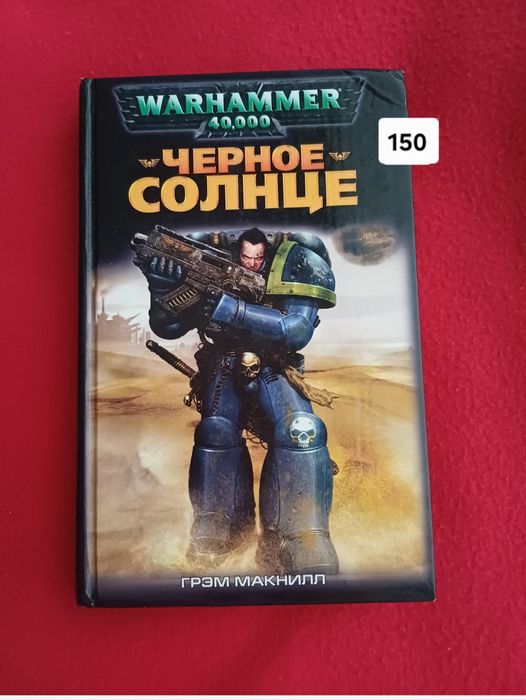 WARHAMMER
40,000
150
ЧЕРНОЕ
СОЛНЦЕ
ГРЭМ МАКНИЛЛ